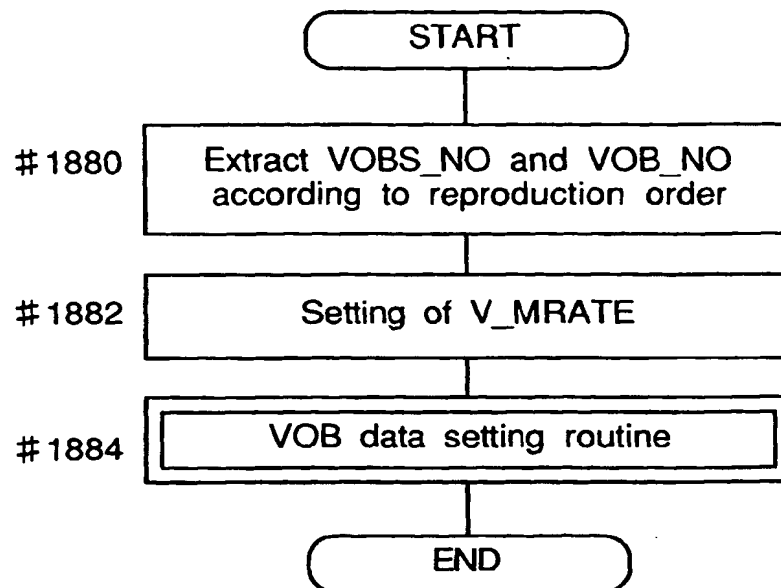 START
#1880 Extract VOBS_NO and VOB_NO
according to reproduction order
#1882 Setting of V_MRATE
#1884 VOB data setting routine
END